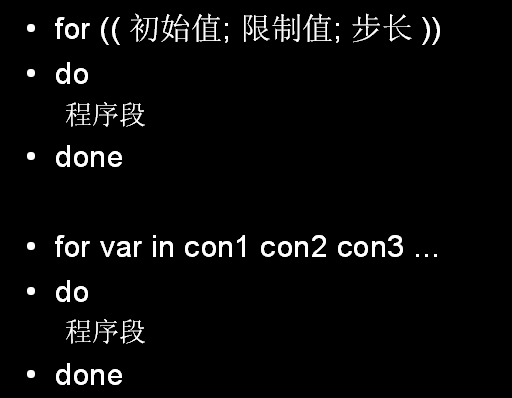 • for (( 初始值; 限制值; 步长 ))
• do
程序段
• done
• for var in con1 con2 con3 ...
• do
程序段
• done